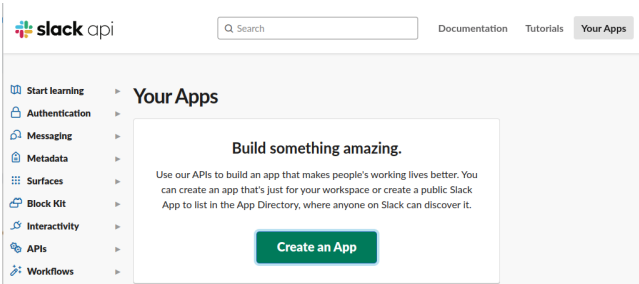 slack api
Search
Documentation
Tutorials
Your Apps
Start learning
Authentication
Messaging
Metadata
Surfaces
Block Kit
Interactivity
APIs
Workflows
Your Apps
Build something amazing.
Use our APIs to build an app that makes people's working lives better. You
can create an app that's just for your workspace or create a public Slack
App to list in the App Directory, where anyone on Slack can discover it.
Create an App